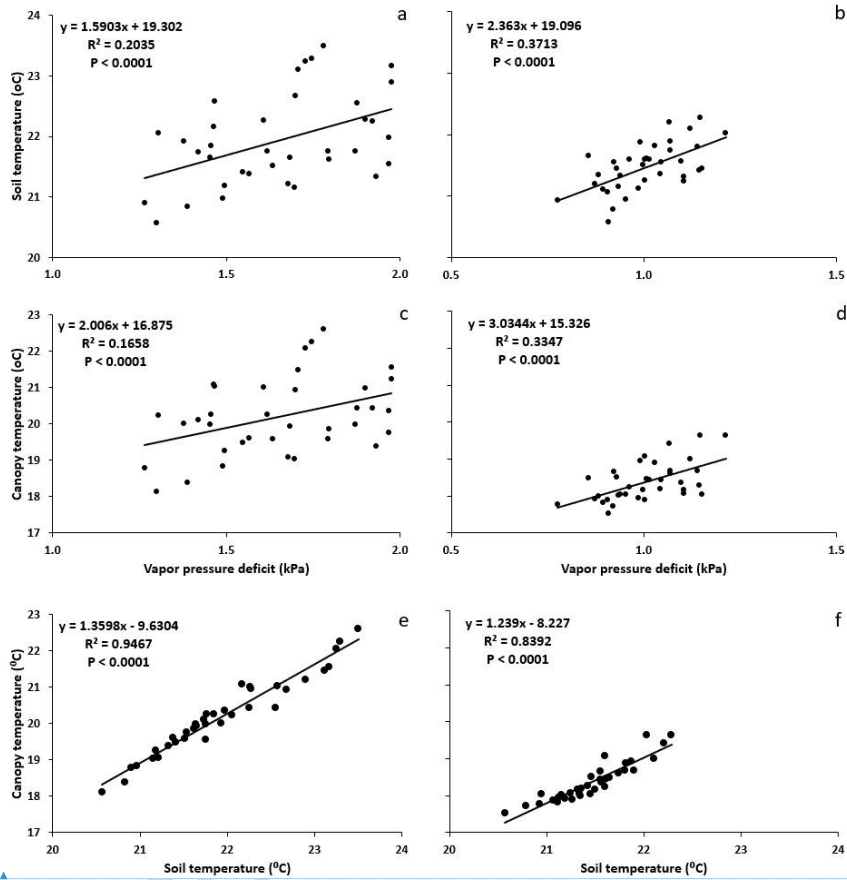 a
y = 1.5903x + 19.302
R² = 0.2035
P < 0.0001
Soil temperature (oC)
24
23
22
21
20
1.0 1.5 2.0
b
y = 2.363x + 19.096
R² = 0.3713
P < 0.0001
0.5 1.0 1.5
c
y = 2.006x + 16.875
R² = 0.1658
P < 0.0001
Canopy temperature (oC)
23
22
21
20
19
18
17
1.0 1.5 2.0
Vapor pressure deficit (kPa)
d
y = 3.0344x + 15.326
R² = 0.3347
P < 0.0001
0.5 1.0 1.5
Vapor pressure deficit (kPa)
e
y = 1.3598x - 9.6304
R² = 0.9467
P < 0.0001
Canopy temperature (⁰C)
23
22
21
20
19
18
17
20 21 22 23 24
Soil temperature (⁰C)
f
y = 1.239x - 8.227
R² = 0.8392
P < 0.0001
20 21 22 23 24
Soil temperature (⁰C)